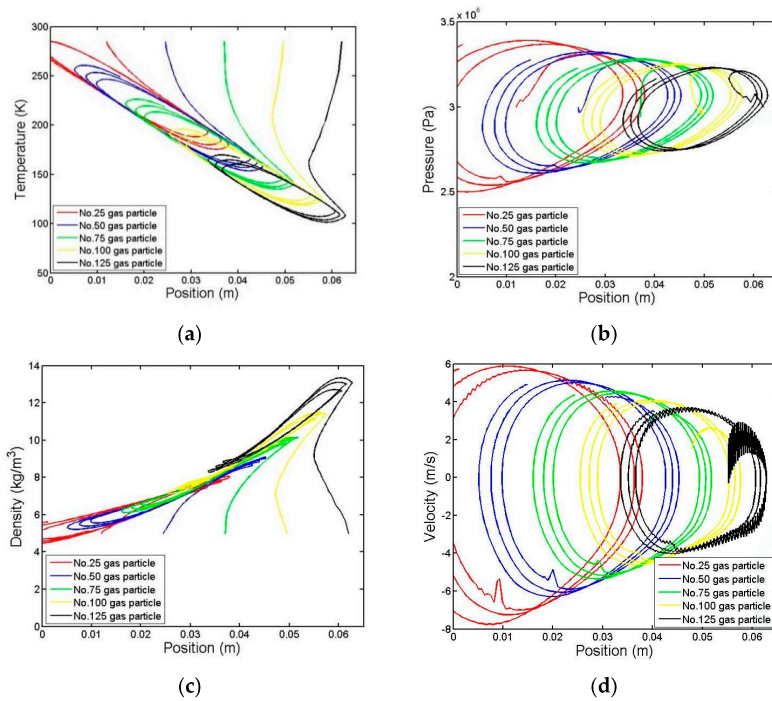 300
250
200
150
100
50
Temperature (K)
No.25 gas particle
No.50 gas particle
No.75 gas particle
No.100 gas particle
No.125 gas particle
0 0.01 0.02 0.03 0.04 0.05 0.06
Position (m)
(a)
3.5 x 10^6
3
2.5
2
Pressure (Pa)
No.25 gas particle
No.50 gas particle
No.75 gas particle
No.100 gas particle
No.125 gas particle
0 0.01 0.02 0.03 0.04 0.05 0.06
Position (m)
(b)
14
12
10
8
6
4
2
0
Density (kg/m³)
No.25 gas particle
No.50 gas particle
No.75 gas particle
No.100 gas particle
No.125 gas particle
0 0.01 0.02 0.03 0.04 0.05 0.06
Position (m)
(c)
6
4
2
0
-2
-4
-6
-8
Velocity (m/s)
No.25 gas particle
No.50 gas particle
No.75 gas particle
No.100 gas particle
No.125 gas particle
0 0.01 0.02 0.03 0.04 0.05 0.06
Position (m)
(d)